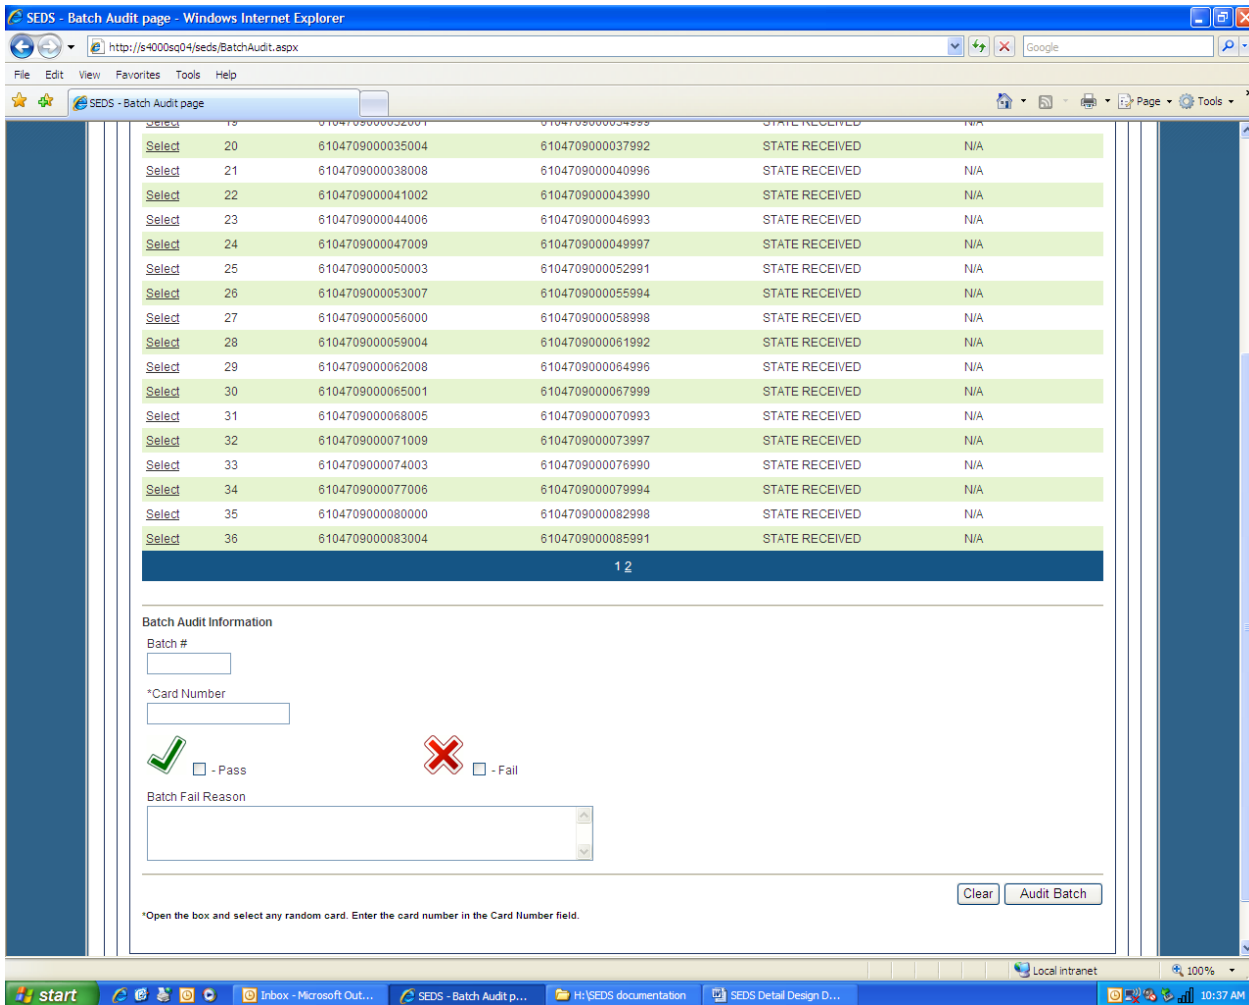 SEDS - Batch Audit page - Windows Internet Explorer
http://s4000sq04/seds/BatchAudit.aspx
Google
File Edit View Favorites Tools Help
SEDS - Batch Audit page
Page Tools
Select 19 6104709000032001 6104709000034999 STATE RECEIVED N/A
Select 20 6104709000035004 6104709000037992 STATE RECEIVED N/A
Select 21 6104709000038008 6104709000040996 STATE RECEIVED N/A
Select 22 6104709000041002 6104709000043990 STATE RECEIVED N/A
Select 23 6104709000044006 6104709000046993 STATE RECEIVED N/A
Select 24 6104709000047009 6104709000049997 STATE RECEIVED N/A
Select 25 6104709000050003 6104709000052991 STATE RECEIVED N/A
Select 26 6104709000053007 6104709000055994 STATE RECEIVED N/A
Select 27 6104709000056000 6104709000058998 STATE RECEIVED N/A
Select 28 6104709000059004 6104709000061992 STATE RECEIVED N/A
Select 29 6104709000062008 6104709000064996 STATE RECEIVED N/A
Select 30 6104709000065001 6104709000067999 STATE RECEIVED N/A
Select 31 6104709000068005 6104709000070993 STATE RECEIVED N/A
Select 32 6104709000071009 6104709000073997 STATE RECEIVED N/A
Select 33 6104709000074003 6104709000076990 STATE RECEIVED N/A
Select 34 6104709000077006 6104709000079994 STATE RECEIVED N/A
Select 35 6104709000080000 6104709000082998 STATE RECEIVED N/A
Select 36 6104709000083004 6104709000085991 STATE RECEIVED N/A
1 2
Batch Audit Information
Batch #
*Card Number
- Pass - Fail
Batch Fail Reason
Clear Audit Batch
*Open the box and select any random card. Enter the card number in the Card Number field.
Local intranet 100%
start Inbox - Microsoft Out... SEDS - Batch Audit p... H:\SEDS documentation SEDS Detail Design D... 10:37 AM